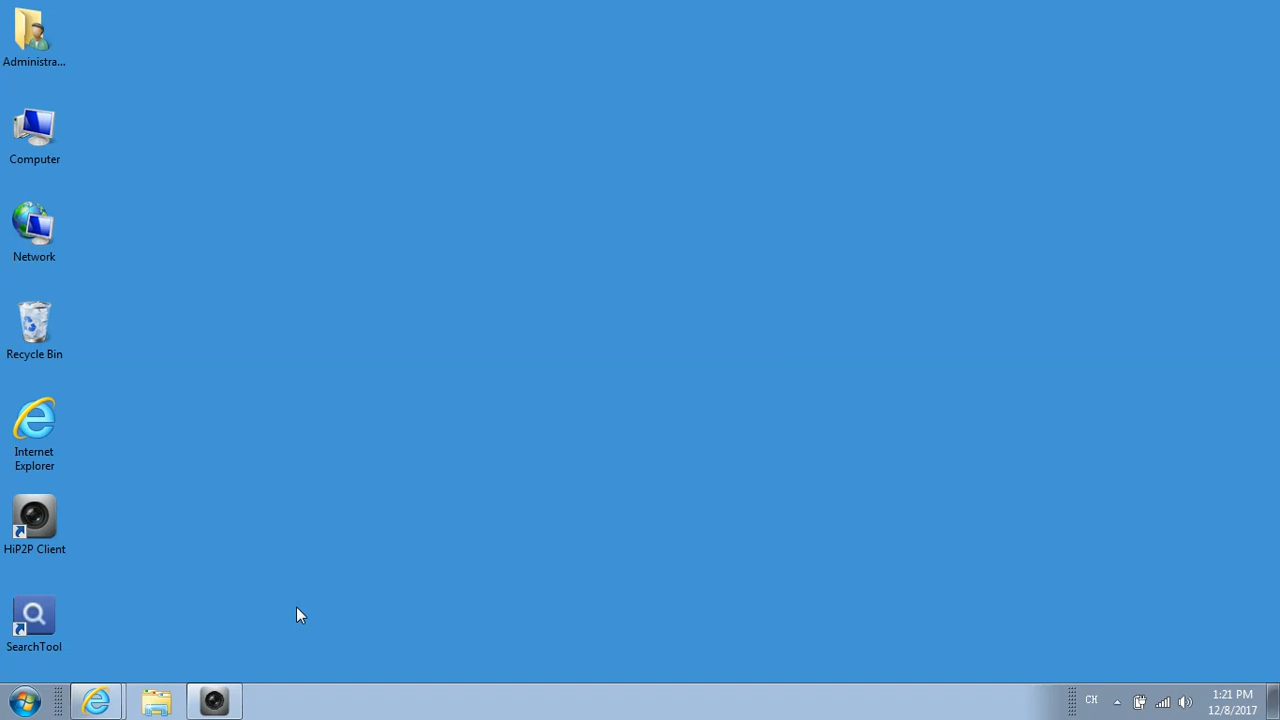 Administra...
Computer
Network
Recycle Bin
Internet
Explorer
HiP2P Client
SearchTool
CH
1:21 PM
12/8/2017